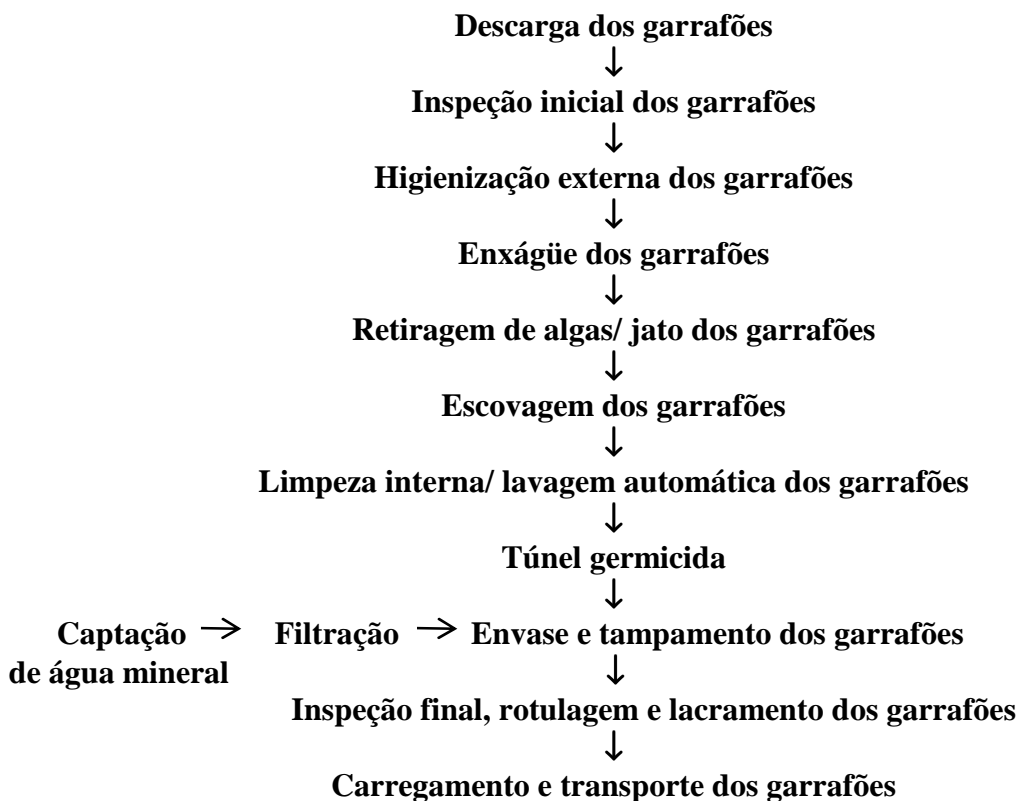 Descarga dos garrafões
↓
Inspeção inicial dos garrafões
↓
Higienização externa dos garrafões
↓
Enxágüe dos garrafões
↓
Retiragem de algas/ jato dos garrafões
↓
Escovagem dos garrafões
↓
Limpeza interna/ lavagem automática dos garrafões
↓
Túnel germicida
↓
Captação → Filtração → Envase e tampamento dos garrafões
de água mineral
↓
Inspeção final, rotulagem e lacramento dos garrafões
↓
Carregamento e transporte dos garrafões